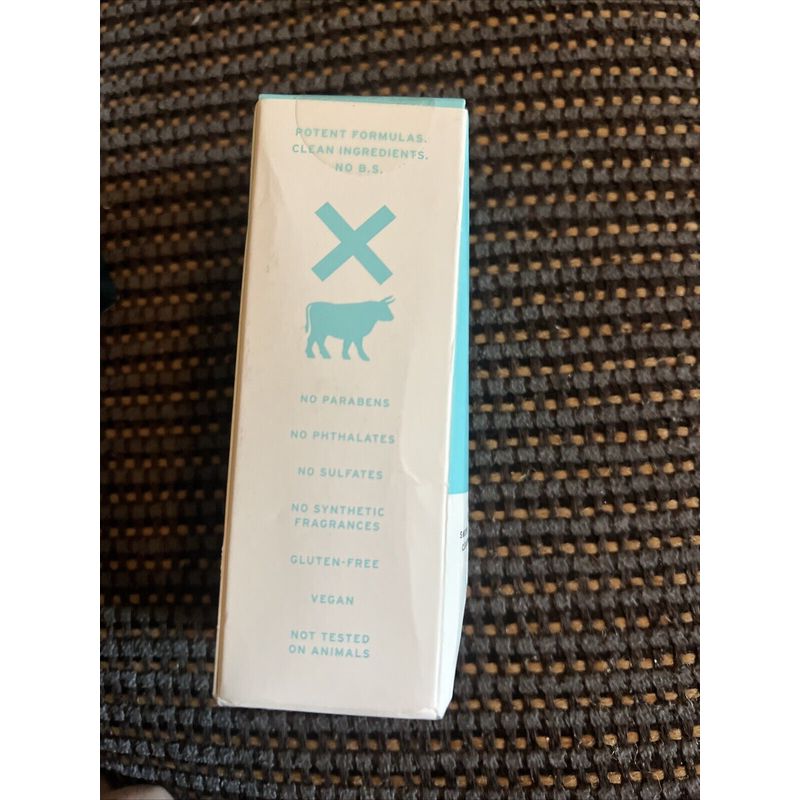 POTENT FORMULAS.
CLEAN INGREDIENTS.
NO B.S.
NO PARABENS
NO PHTHALATES
NO SULFATES
NO SYNTHETIC
FRAGRANCES
GLUTEN-FREE
VEGAN
NOT TESTED
ON ANIMALS